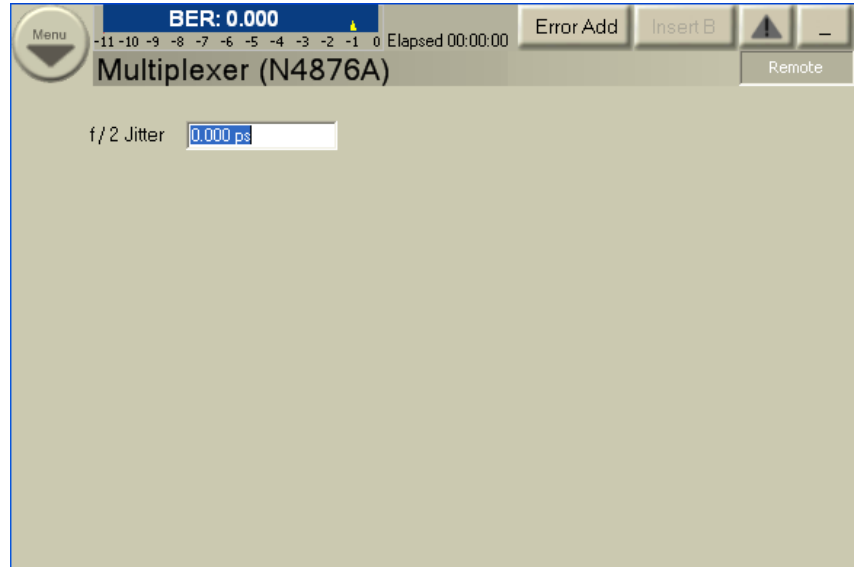 Menu
BER: 0.000
-11 -10 -9 -8 -7 -6 -5 -4 -3 -2 -1 0 Elapsed 00:00:00
Error Add
Insert B
_
Multiplexer (N4876A)
Remote
f / 2 Jitter 0.000 ps